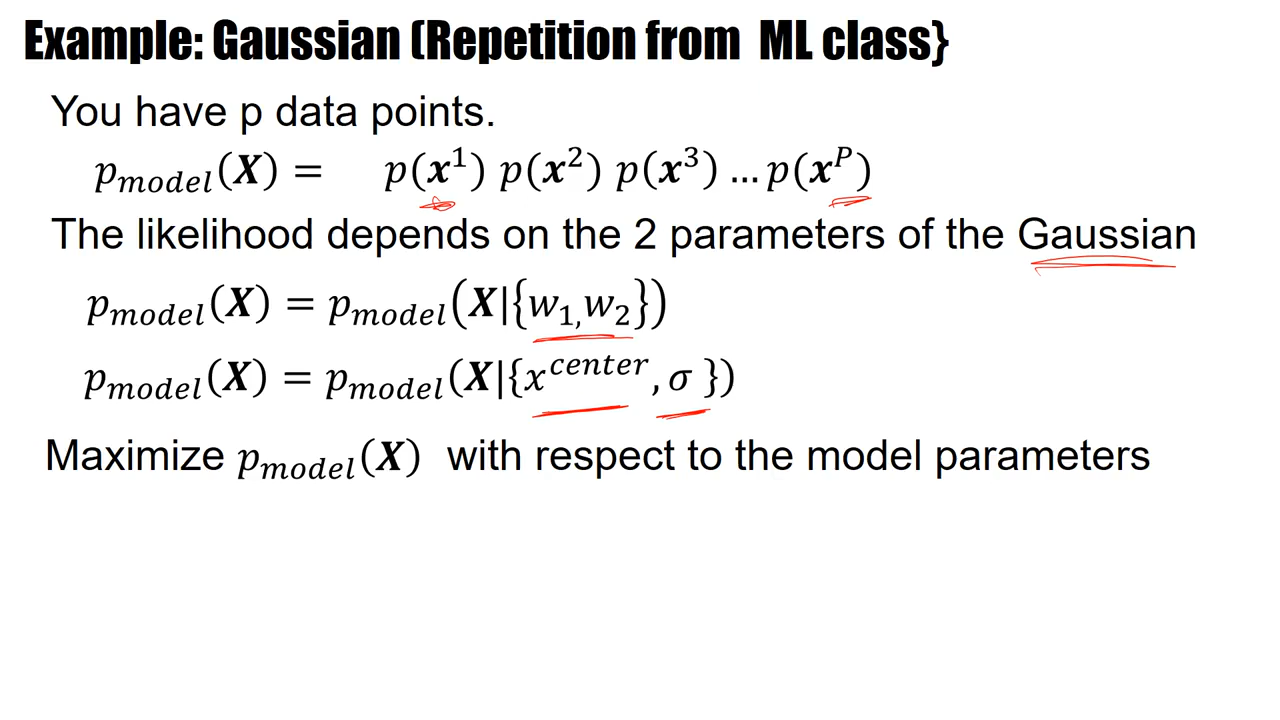 Example: Gaussian (Repetition from ML class}
You have p data points.
p_model(X) = p(x^1) p(x^2) p(x^3) … p(x^P)
The likelihood depends on the 2 parameters of the Gaussian
p_model(X) = p_model(X|{w_1, w_2})
p_model(X) = p_model(X|{x^center, σ })
Maximize p_model(X) with respect to the model parameters